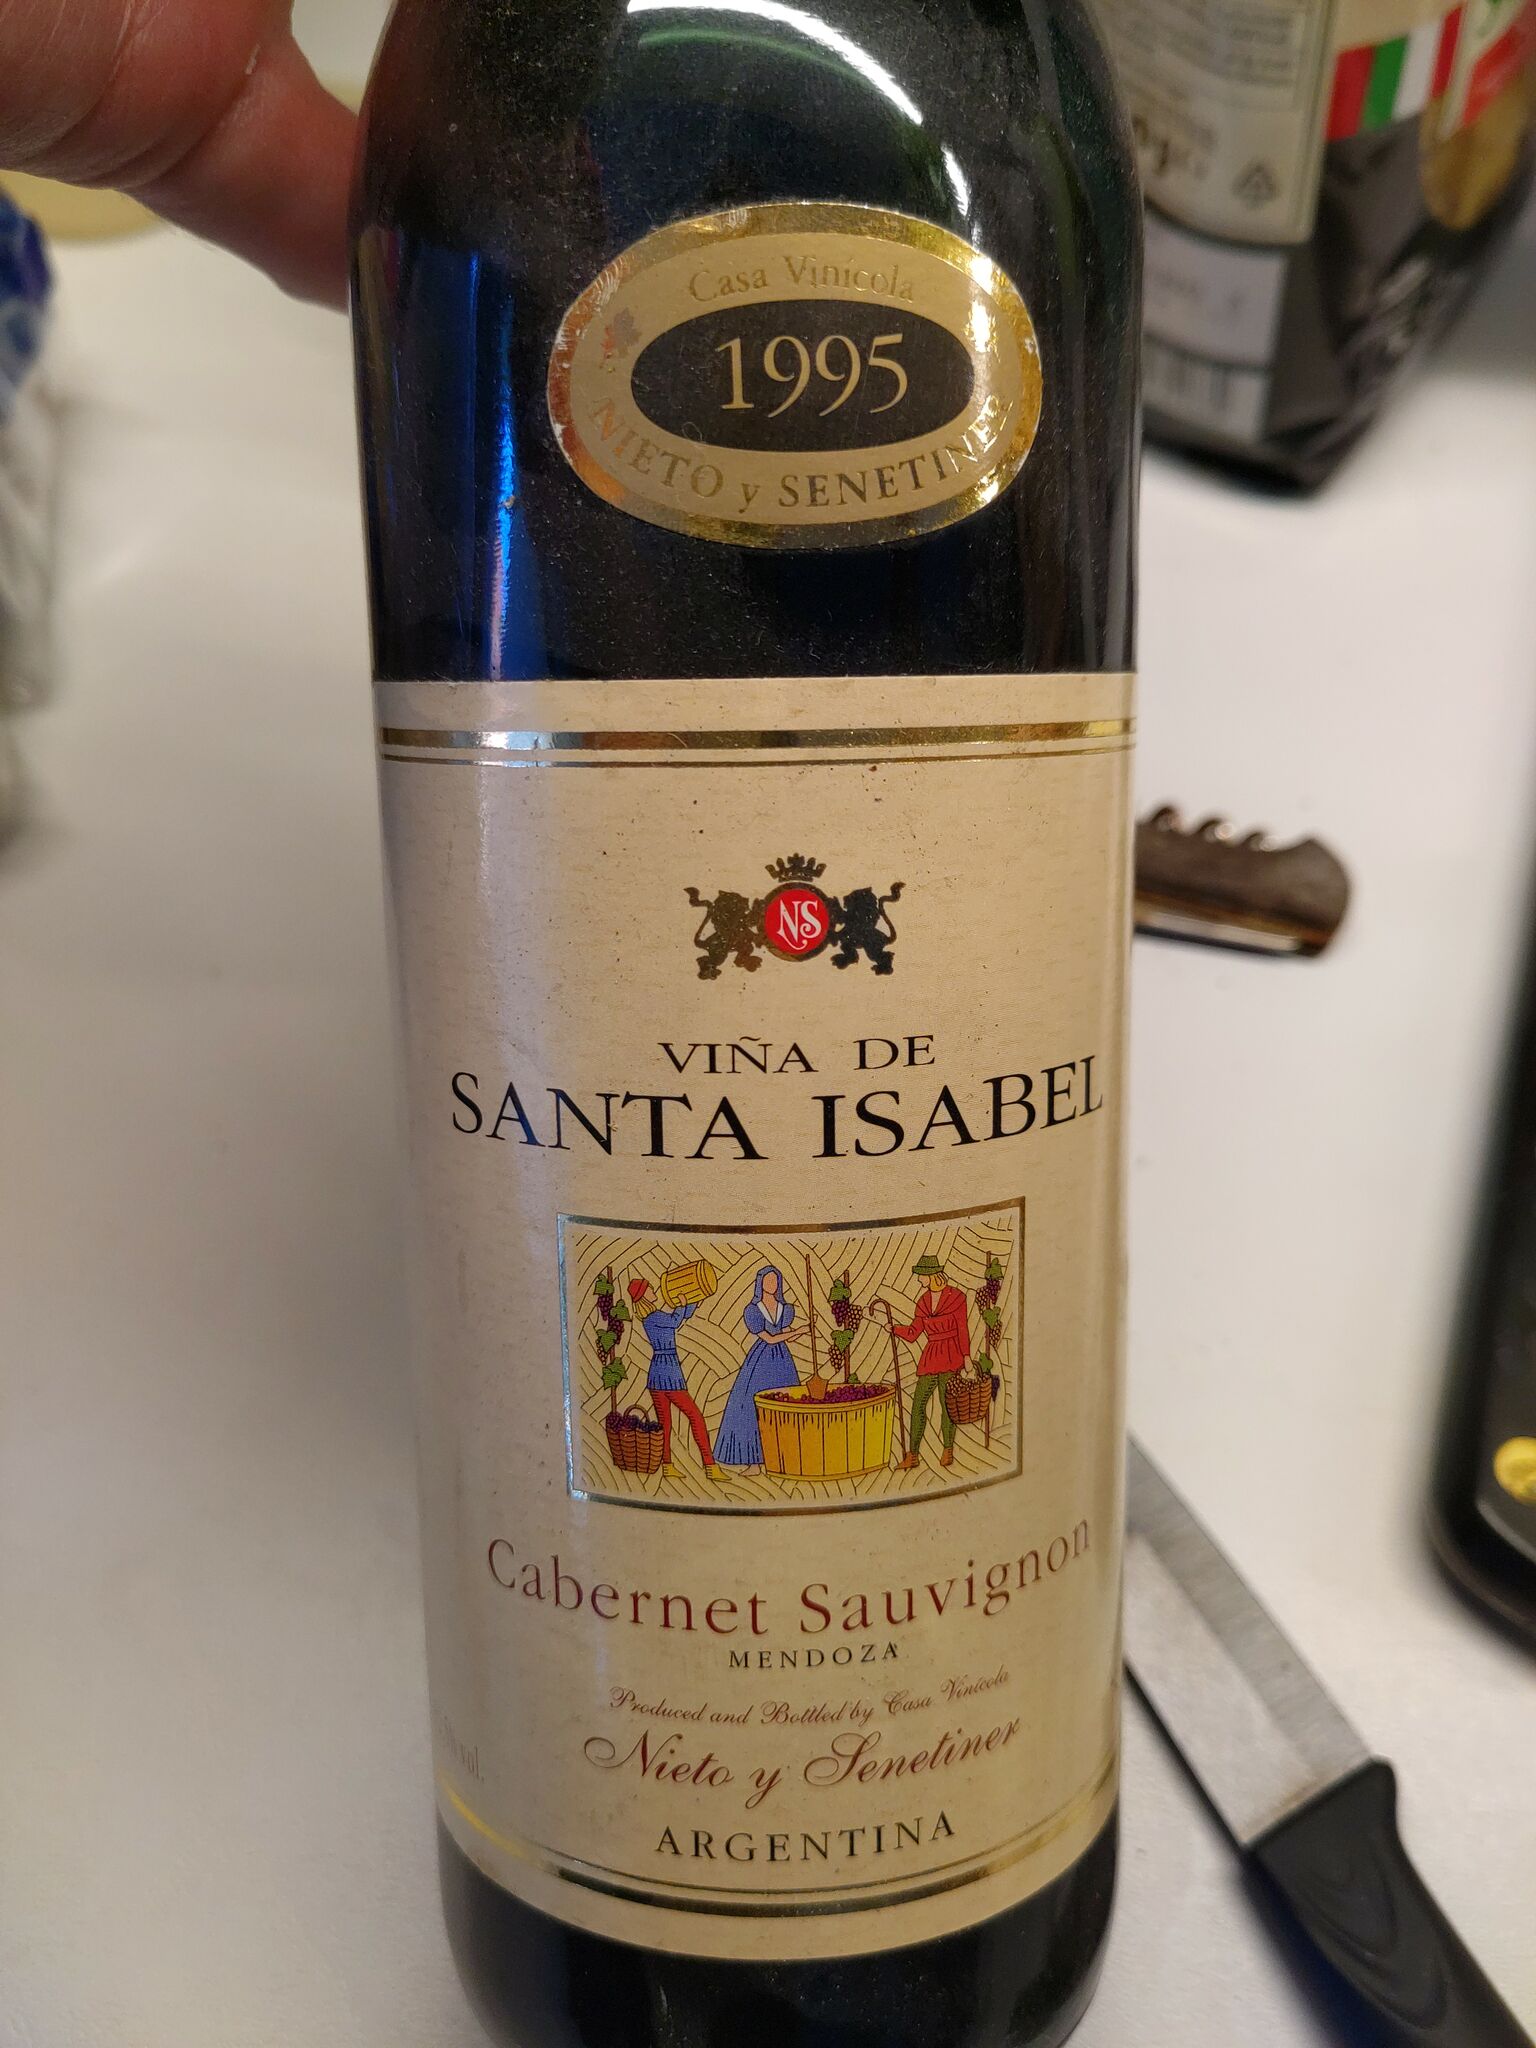 Casa Vinícola
1995
NIETO y SENETINER
NS
VIÑA DE
SANTA ISABEL
Cabernet Sauvignon
MENDOZA
Produced and Bottled by Casa Vinícola
Nieto y Senetiner
vol.
ARGENTINA